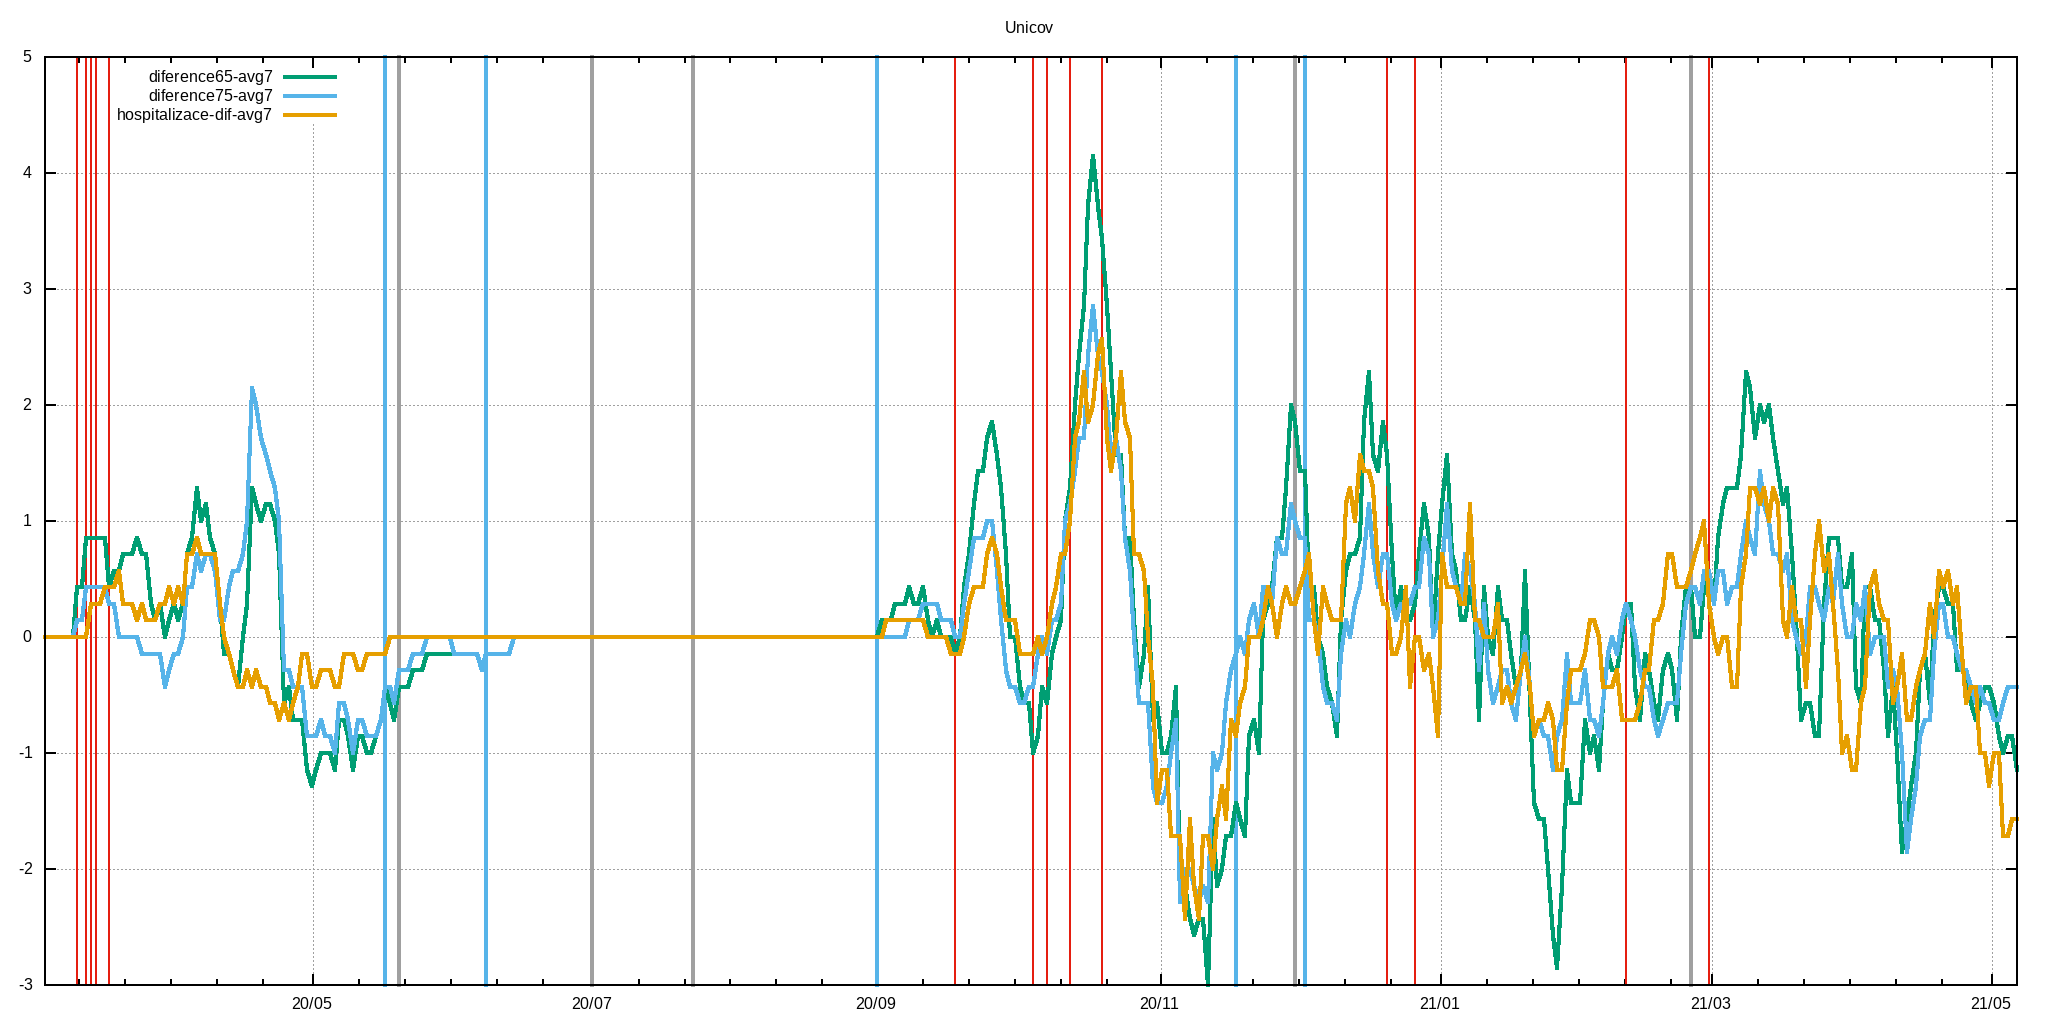 Unicov
5
diference65-avg7
diference75-avg7
hospitalizace-dif-avg7
4
3
2
1
0
-1
-2
-3
20/05 20/07 20/09 20/11 21/01 21/03 21/05